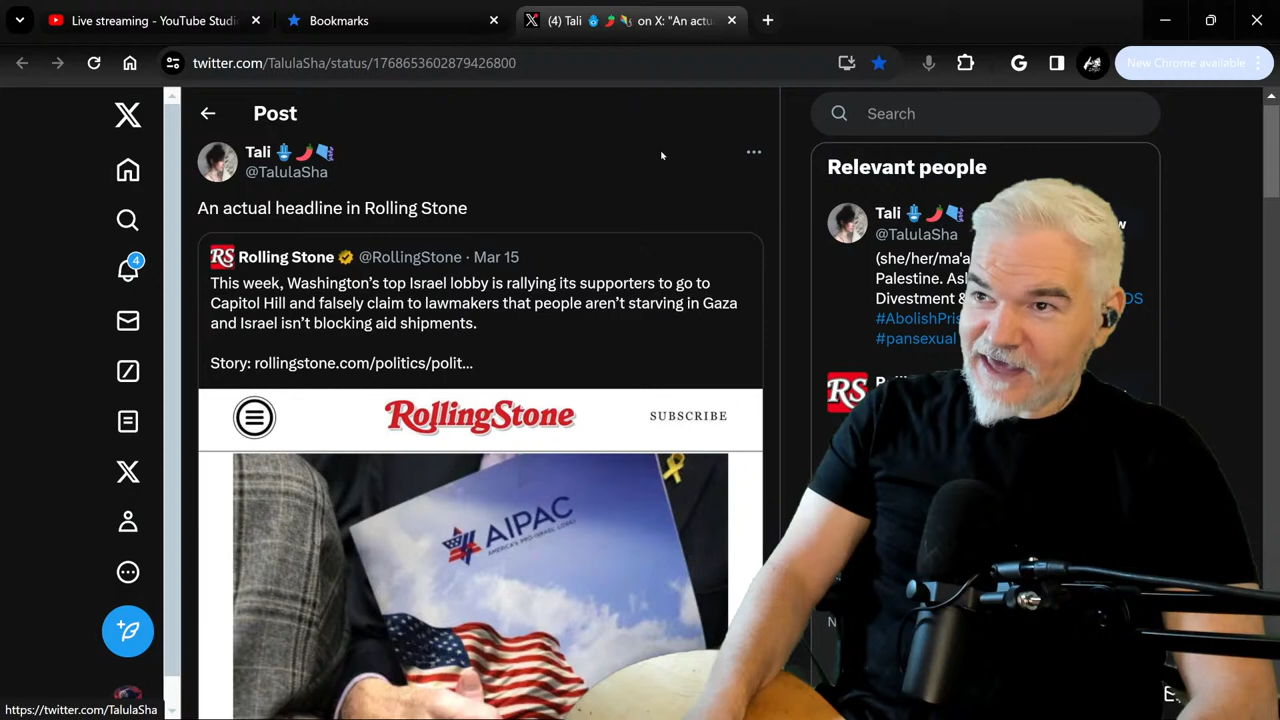 Live streaming - YouTube Studi
Bookmarks
(4) Tali on X: "An actu
twitter.com/TalulaSha/status/1768653602879426800
New Chrome available
Post
Search
Tali
@TalulaSha
An actual headline in Rolling Stone
Rolling Stone @RollingStone · Mar 15
This week, Washington's top Israel lobby is rallying its supporters to go to
Capitol Hill and falsely claim to lawmakers that people aren't starving in Gaza
and Israel isn't blocking aid shipments.
Story: rollingstone.com/politics/polit...
RS
RollingStone
SUBSCRIBE
AIPAC
AMERICA'S PRO-ISRAEL LOBBY
Relevant people
Tali
@TalulaSha
(she/her/ma'a
Palestine.
Divestment &
#AbolishPris
#pansexual
RS
4
https://twitter.com/TalulaSha